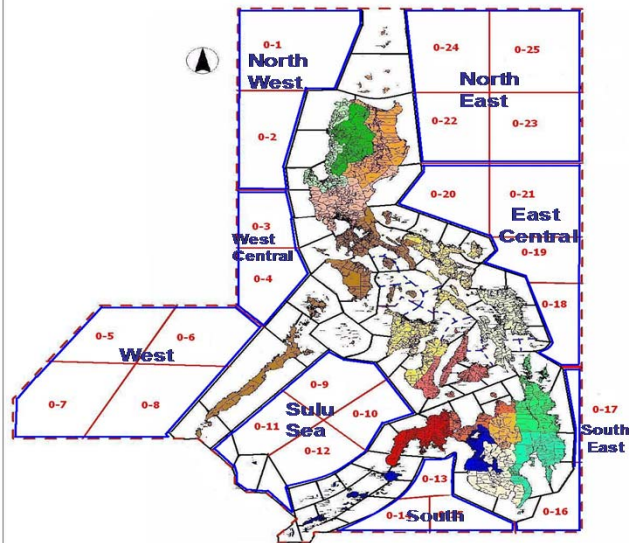 0-1
0-24
0-25
North
West
North
East
0-2
0-22
0-23
0-20
0-21
0-3
West
Central
East
Central
0-19
0-4
0-18
0-5
0-6
West
0-7
0-8
0-9
0-10
Sulu
Sea
0-11
0-12
0-17
South
East
0-13
0-14
South
0-16